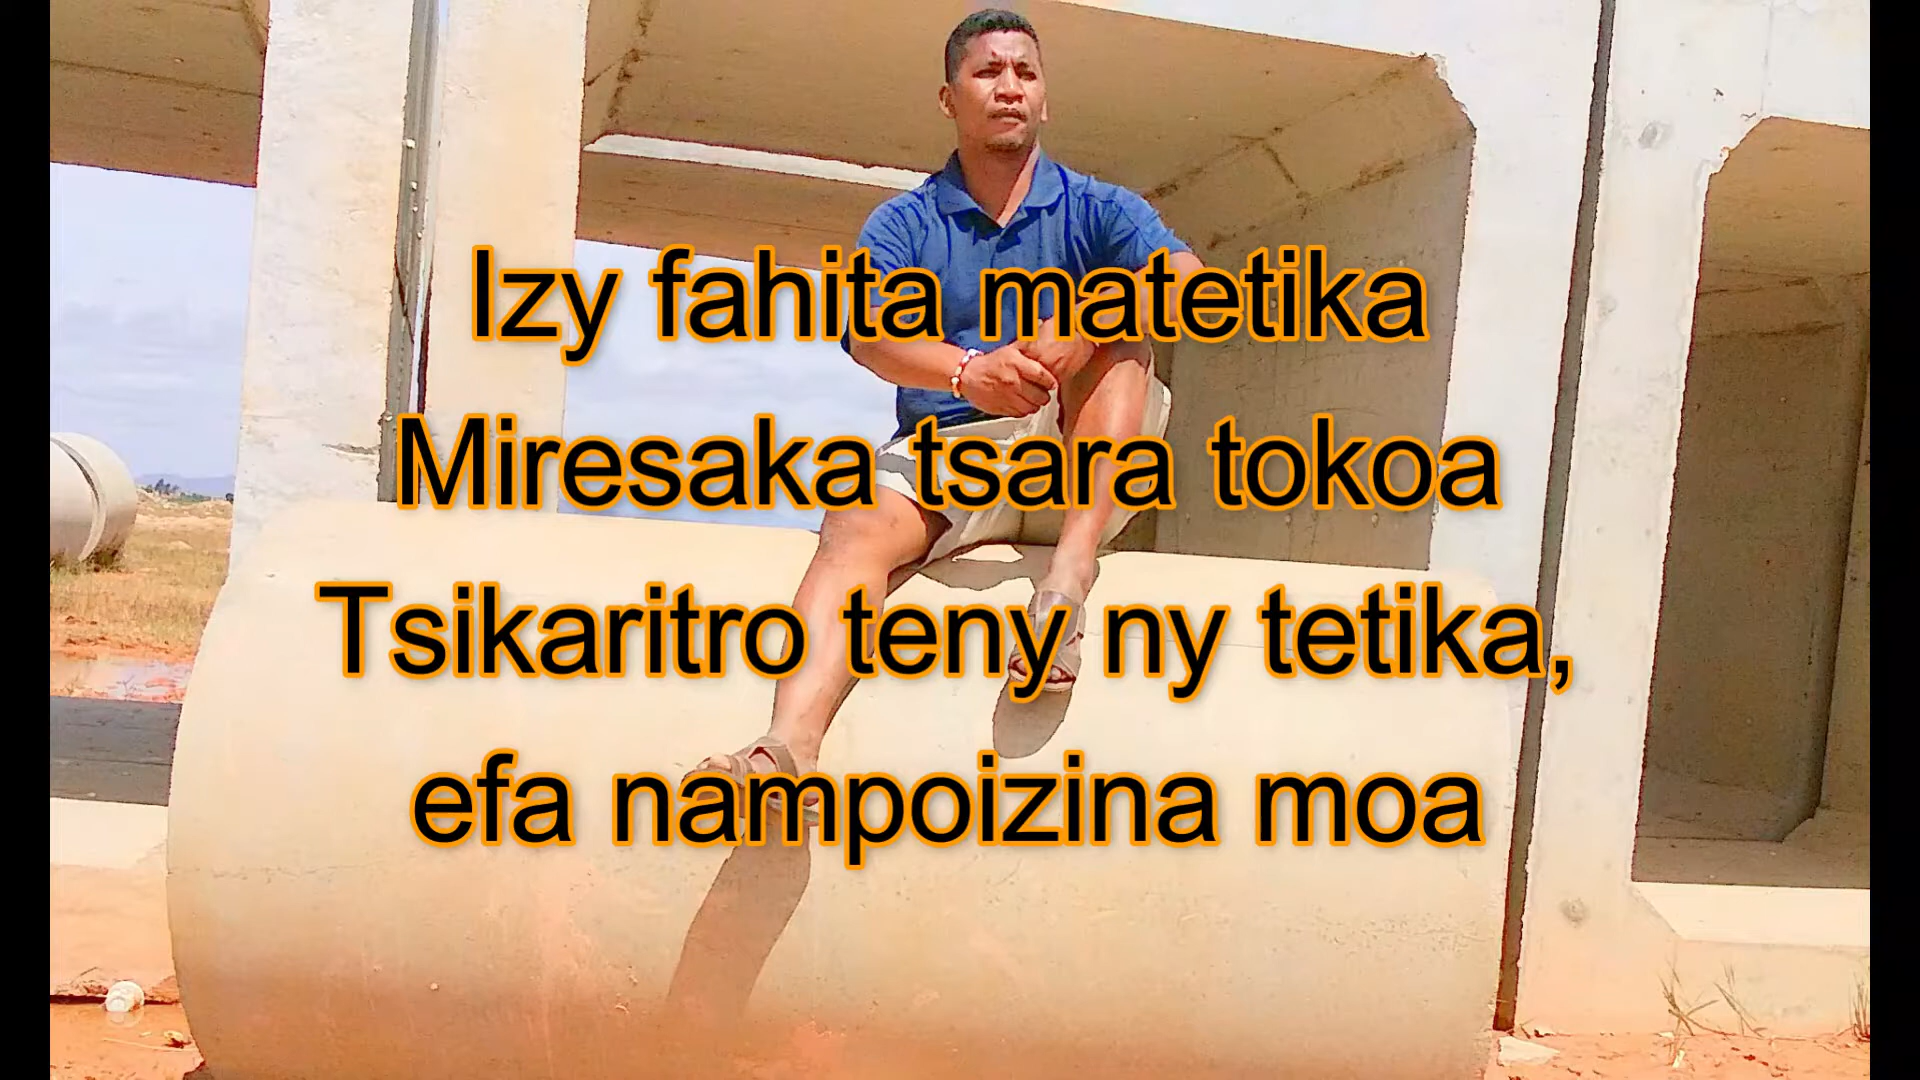 Izy fahita matetika
Miresaka tsara tokoa
Tsikaritro teny ny tetika,
efa nampoizina moa